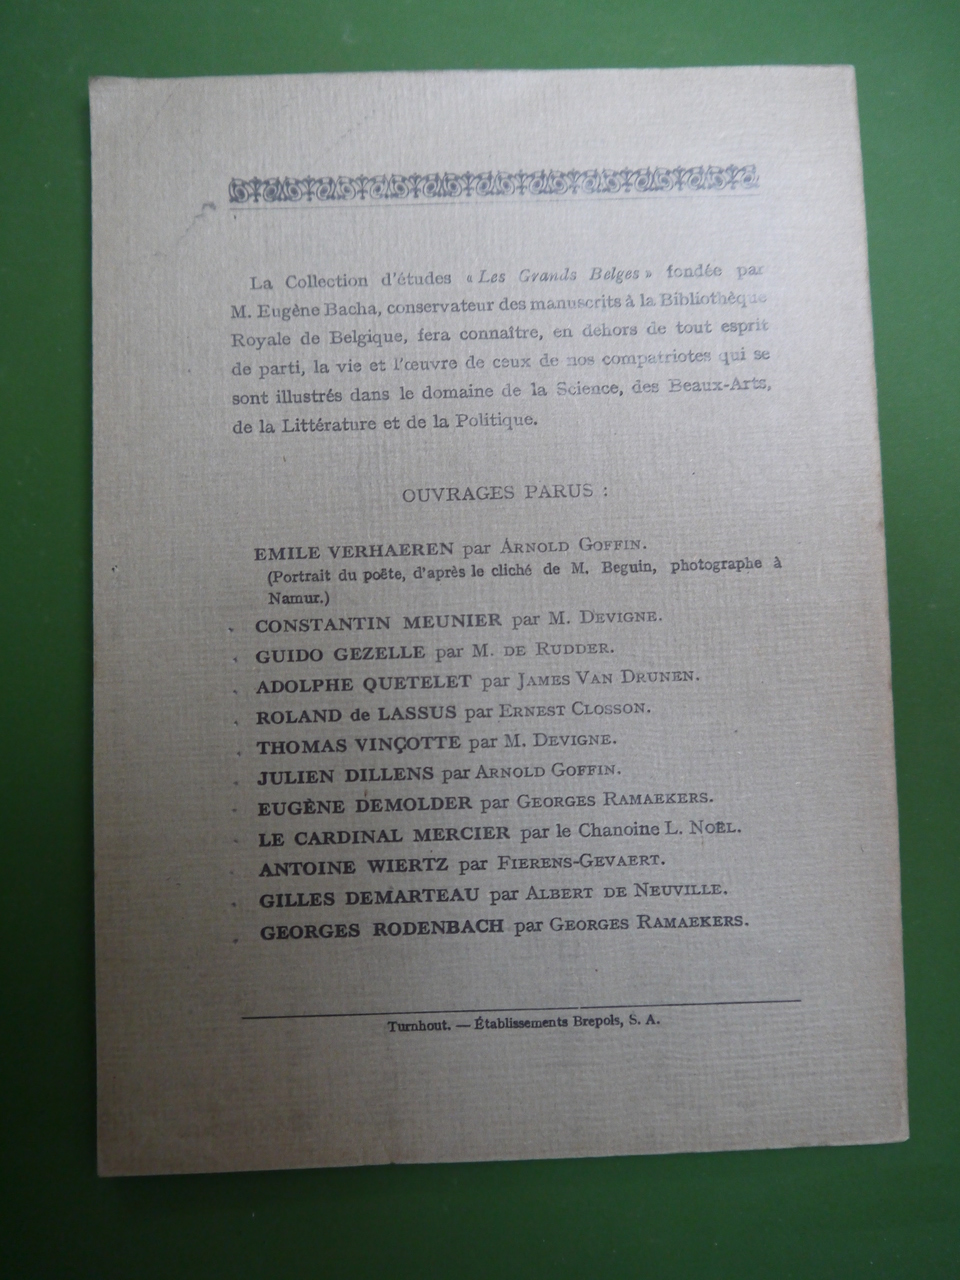 La Collection d'études « Les Grands Belges » fondée par
M. Eugène Bacha, conservateur des manuscrits à la Bibliothèque
Royale de Belgique, fera connaître, en dehors de tout esprit
de parti, la vie et l'œuvre de ceux de nos compatriotes qui se
sont illustrés dans le domaine de la Science, des Beaux-Arts,
de la Littérature et de la Politique.
OUVRAGES PARUS :
EMILE VERHAEREN par ARNOLD GOFFIN.
(Portrait du poëte, d'après le cliché de M. Beguin, photographe à
Namur.)
CONSTANTIN MEUNIER par M. DEVIGNE.
GUIDO GEZELLE par M. DE RUDDER.
ADOLPHE QUETELET par JAMES VAN DRUNEN.
ROLAND de LASSUS par ERNEST CLOSSON.
THOMAS VINÇOTTE par M. DEVIGNE.
JULIEN DILLENS par ARNOLD GOFFIN.
EUGÈNE DEMOLDER par GEORGES RAMAEKERS.
LE CARDINAL MERCIER par le Chanoine L. NOËL.
ANTOINE WIERTZ par FIERENS-GEVAERT.
GILLES DEMARTEAU par ALBERT DE NEUVILLE.
GEORGES RODENBACH par GEORGES RAMAEKERS.
Turnhout. — Établissements Brepols, S. A.